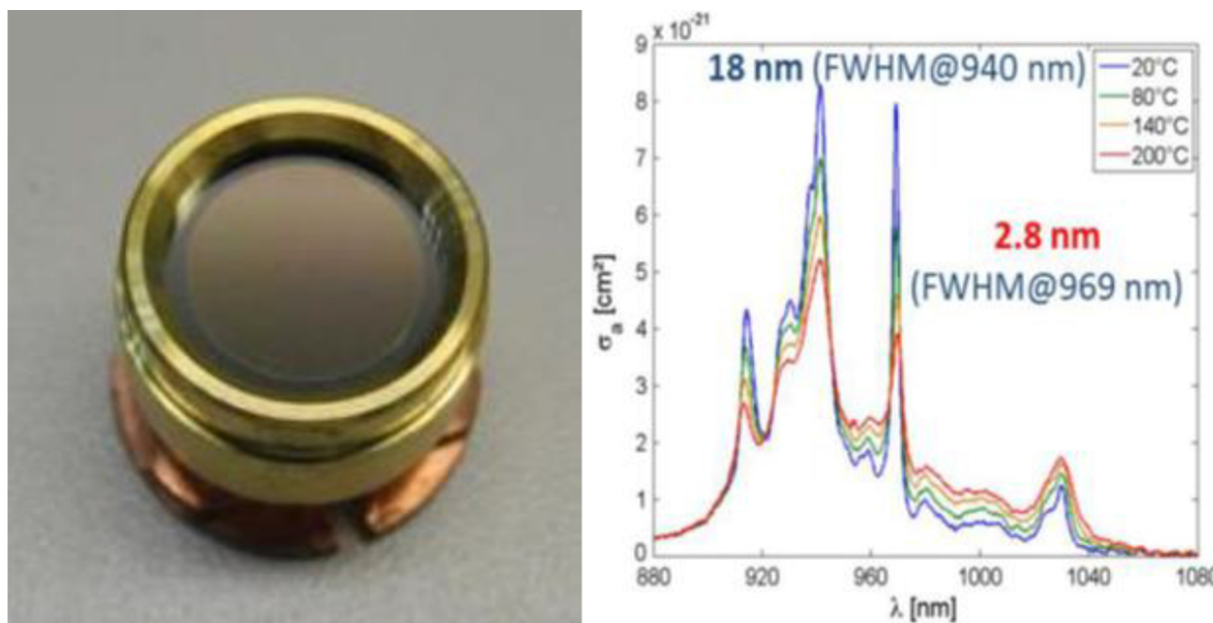 x 10⁻²¹
9
8
7
6
5
4
3
2
1
0
σₐ [cm²]
18 nm (FWHM@940 nm)
20°C
80°C
140°C
200°C
2.8 nm
(FWHM@969 nm)
880 920 960 1000 1040 1080
λ [nm]